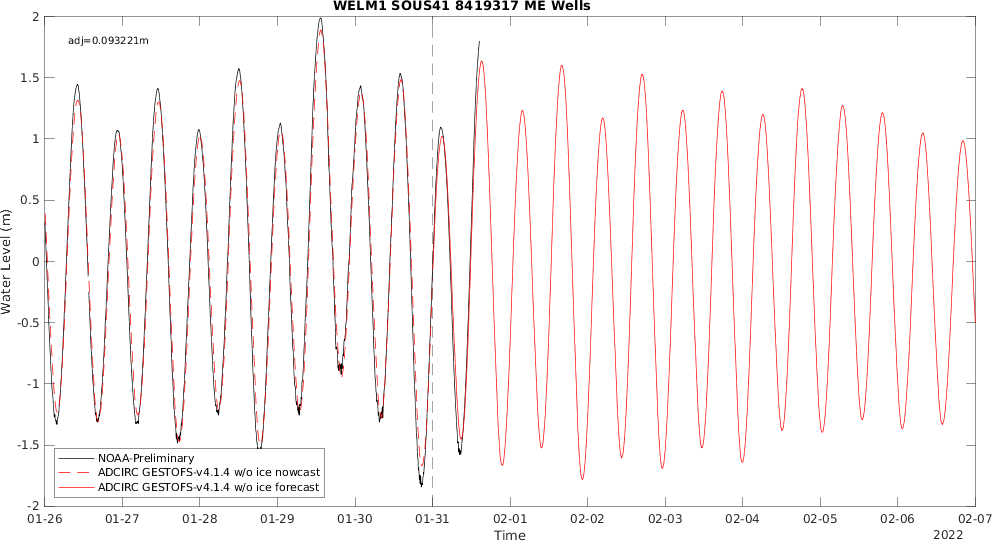 WELM1 SOUS41 8419317 ME Wells
adj=0.093221m
Water Level (m)
2
1.5
1
0.5
0
-0.5
-1
-1.5
-2
NOAA-Preliminary
ADCIRC GESTOFS-v4.1.4 w/o ice nowcast
ADCIRC GESTOFS-v4.1.4 w/o ice forecast
01-26 01-27 01-28 01-29 01-30 01-31 02-01 02-02 02-03 02-04 02-05 02-06 02-07
Time
2022